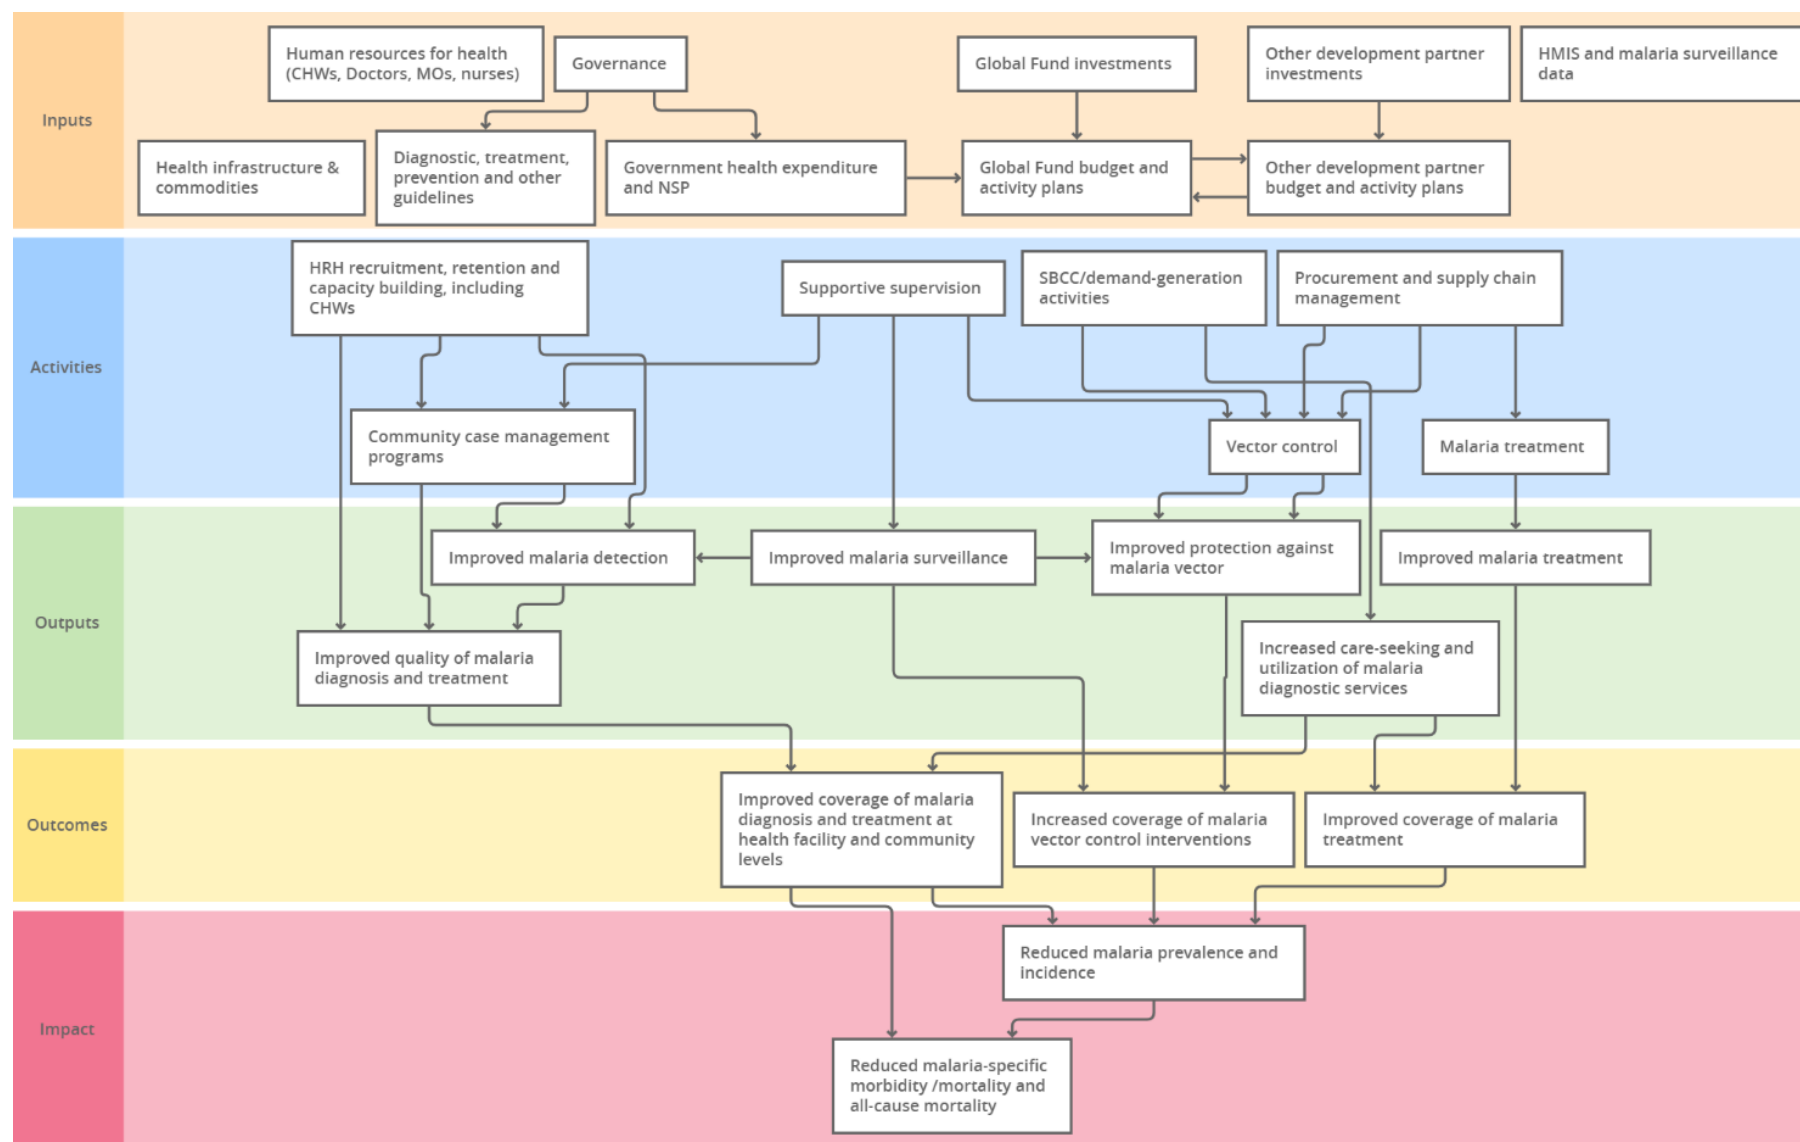 Inputs
Human resources for health
(CHWs, Doctors, MOs, nurses)
Governance
Global Fund investments
Other development partner
investments
HMIS and malaria surveillance
data
Health infrastructure &
commodities
Diagnostic, treatment,
prevention and other
guidelines
Government health expenditure
and NSP
Global Fund budget and
activity plans
Other development partner
budget and activity plans
Activities
HRH recruitment, retention and
capacity building, including
CHWs
Supportive supervision
SBCC/demand-generation
activities
Procurement and supply chain
management
Community case management
programs
Vector control
Malaria treatment
Outputs
Improved malaria detection
Improved malaria surveillance
Improved protection against
malaria vector
Improved malaria treatment
Improved quality of malaria
diagnosis and treatment
Increased care-seeking and
utilization of malaria
diagnostic services
Outcomes
Improved coverage of malaria
diagnosis and treatment at
health facility and community
levels
Increased coverage of malaria
vector control interventions
Improved coverage of malaria
treatment
Impact
Reduced malaria prevalence and
incidence
Reduced malaria-specific
morbidity /mortality and
all-cause mortality